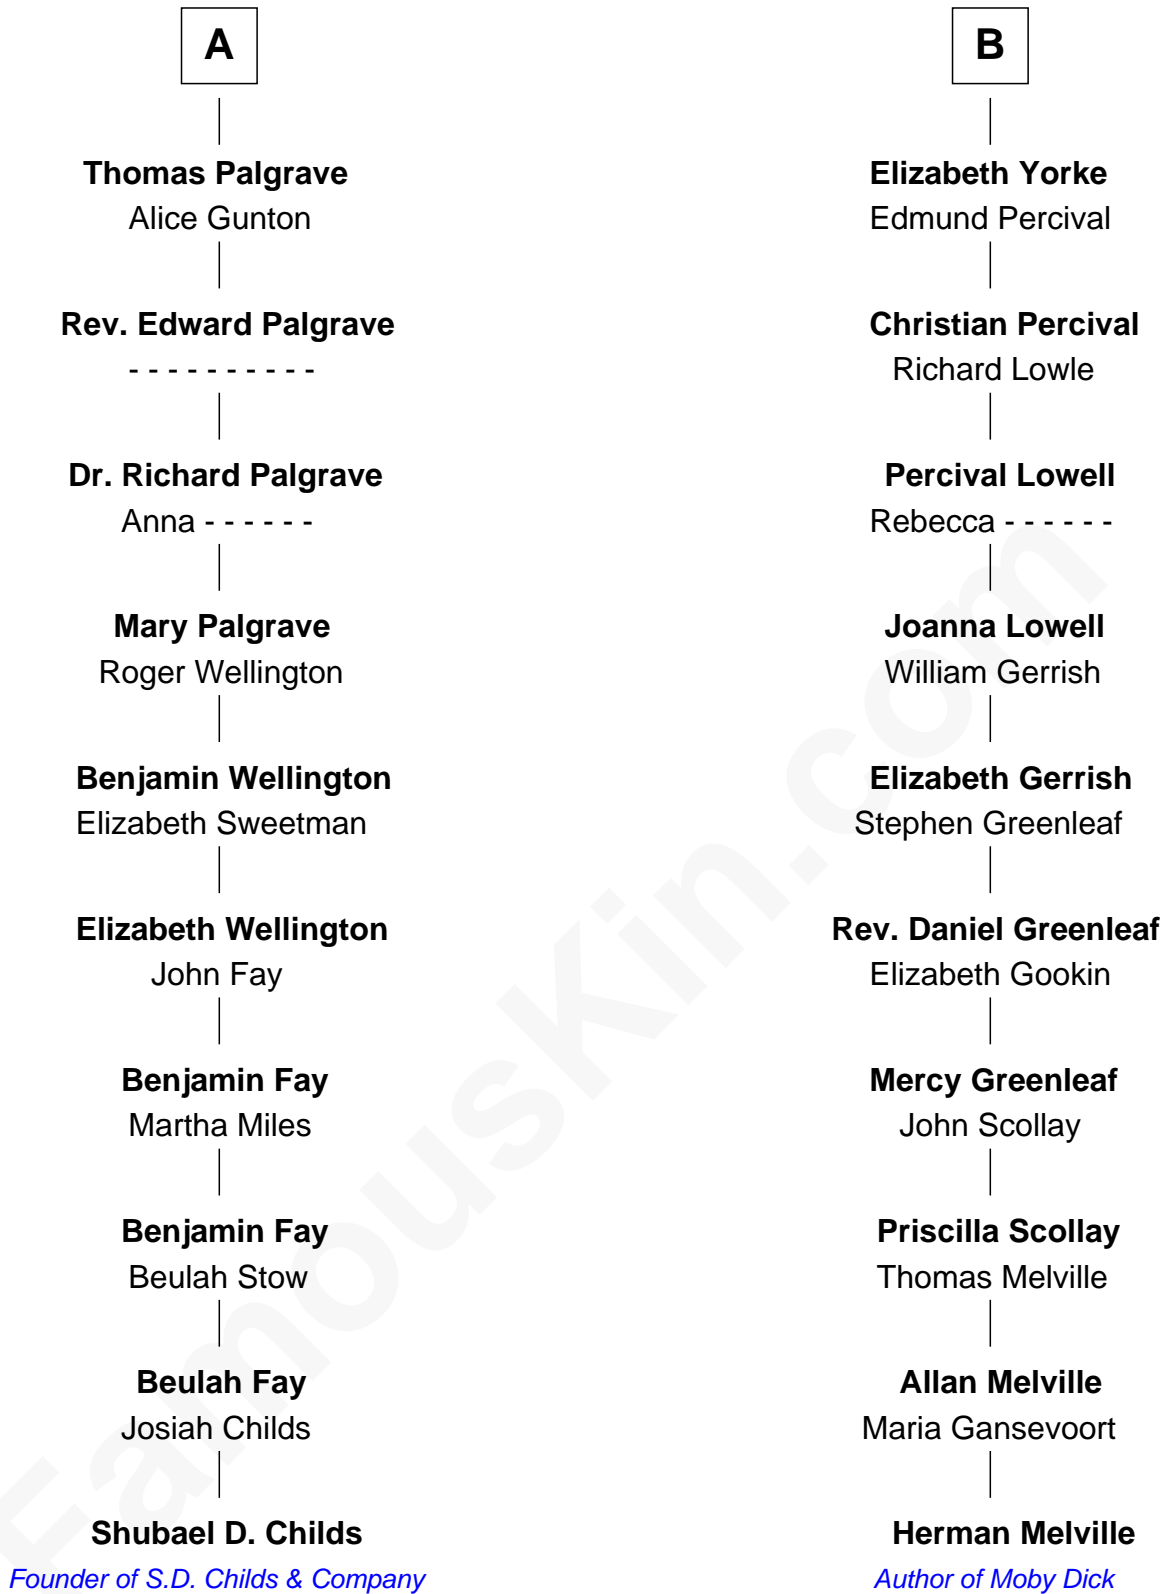 A
Thomas Palgrave
Alice Gunton
Rev. Edward Palgrave
- - - - - - - - - -
Dr. Richard Palgrave
Anna - - - - - -
Mary Palgrave
Roger Wellington
Benjamin Wellington
Elizabeth Sweetman
Elizabeth Wellington
John Fay
Benjamin Fay
Martha Miles
Benjamin Fay
Beulah Stow
Beulah Fay
Josiah Childs
Shubael D. Childs
Founder of S.D. Childs & Company
B
Elizabeth Yorke
Edmund Percival
Christian Percival
Richard Lowle
Percival Lowell
Rebecca - - - - - -
Joanna Lowell
William Gerrish
Elizabeth Gerrish
Stephen Greenleaf
Rev. Daniel Greenleaf
Elizabeth Gookin
Mercy Greenleaf
John Scollay
Priscilla Scollay
Thomas Melville
Allan Melville
Maria Gansevoort
Herman Melville
Author of Moby Dick
FamousKin.com